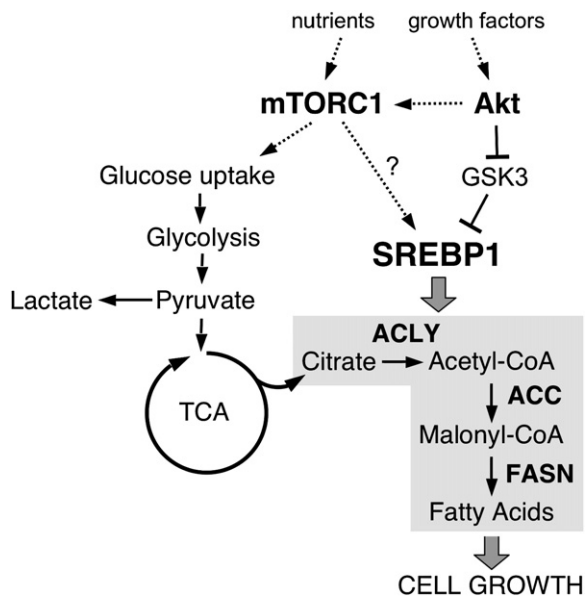 nutrients growth factors
mTORC1 Akt
?
Glucose uptake GSK3
Glycolysis
SREBP1
Lactate Pyruvate
ACLY
Citrate Acetyl-CoA
ACC
TCA
Malonyl-CoA
FASN
Fatty Acids
CELL GROWTH